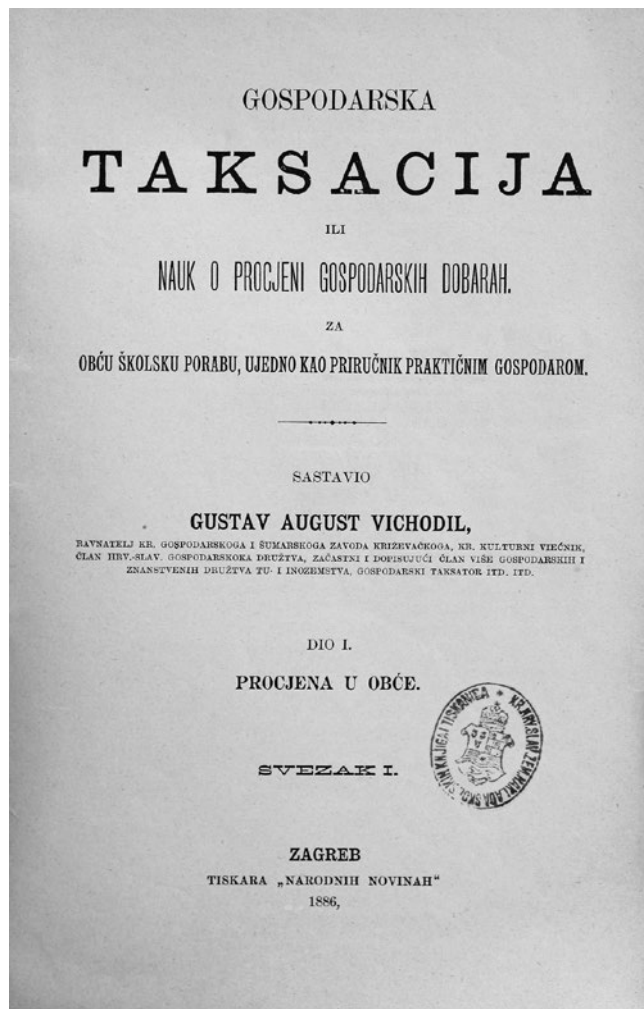 GOSPODARSKA
TAKSACIJA
ILI
NAUK O PROCJENI GOSPODARSKIH DOBARAH.
ZA
OBĆU ŠKOLSKU PORABU, UJEDNO KAO PRIRUČNIK PRAKTIČNIM GOSPODAROM.
SASTAVIO
GUSTAV AUGUST VICHODIL,
RAVNATELJ KR. GOSPODARSKOGA I ŠUMARSKOGA ZAVODA KRIŽEVAČKOGA, KR. KULTURNI VIEĆNIK,
ČLAN HRV.-SLAV. GOSPODARSKOKA DRUŽTVA, ZAČASTNI I DOPISUJUĆI ČLAN VIŠE GOSPODARSKIH I
ZNANSTVENIH DRUŽTVA TU- I INOZEMSTVA, GOSPODARSKI TAKSATOR ITD. ITD.
DIO I.
PROCJENA U OBĆE.
SVEZAK I.
ZAGREB
TISKARA „NARODNIH NOVINAH“
1886,